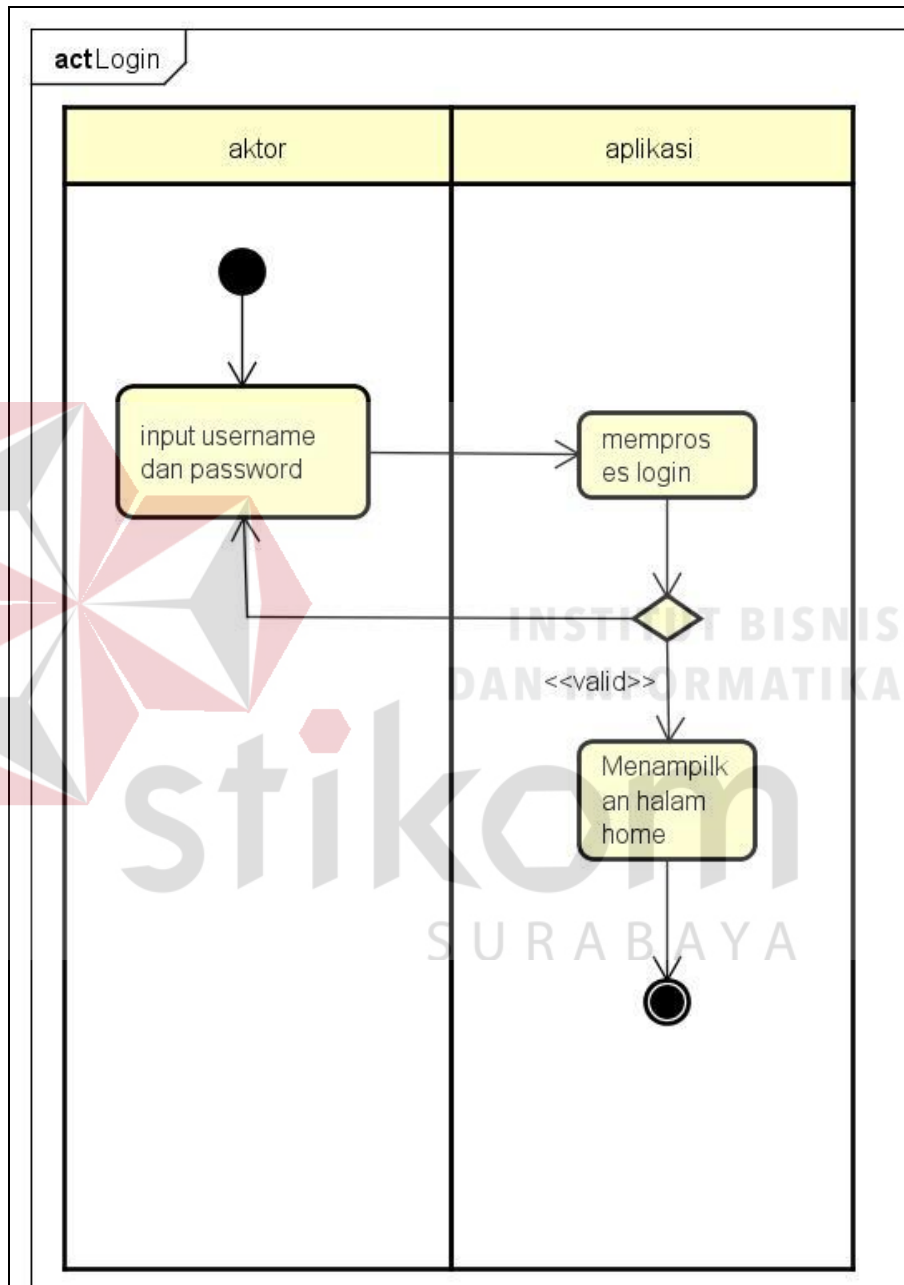 actLogin
aktor
aplikasi
input username
dan password
mempros
es login
INSTITUT BISNIS
DAN INFORMATIKA
<<valid>>
Menampilk
an halam
home
stikom
SURABAYA